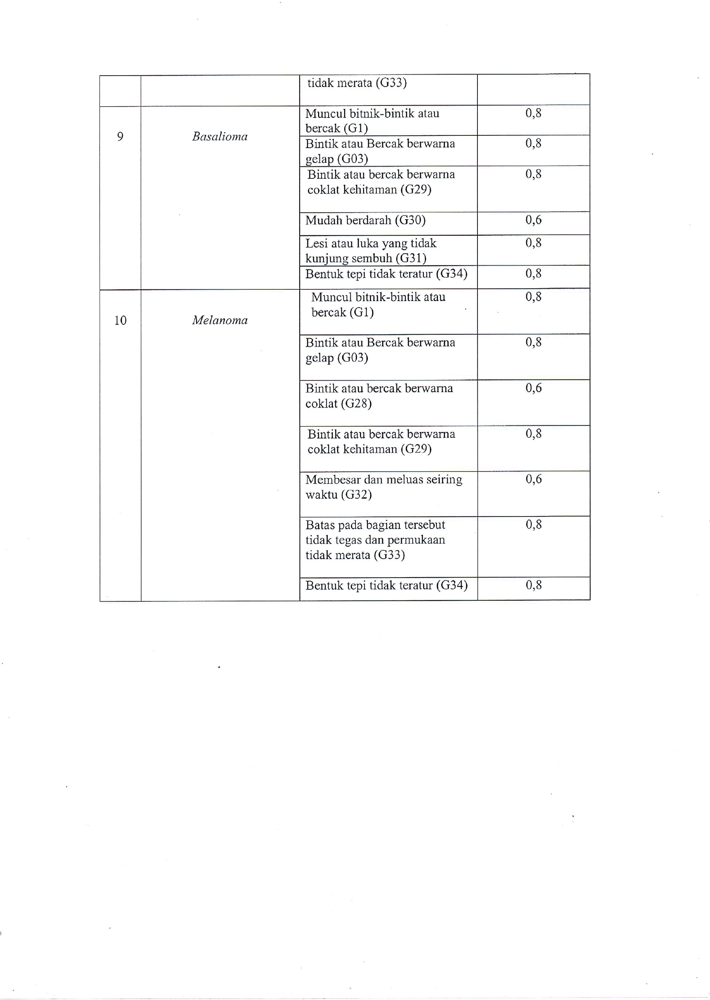 tidak merata (G33)
9
Basalioma
Muncul bitnik-bintik atau
bercak (G1)
0,8
Bintik atau Bercak berwarna
gelap (G03)
0,8
Bintik atau bercak berwarna
coklat kehitaman (G29)
0,8
Mudah berdarah (G30)
0,6
Lesi atau luka yang tidak
kunjung sembuh (G31)
0,8
Bentuk tepi tidak teratur (G34)
0,8
10
Melanoma
Muncul bitnik-bintik atau
bercak (G1)
0,8
Bintik atau Bercak berwarna
gelap (G03)
0,8
Bintik atau bercak berwarna
coklat (G28)
0,6
Bintik atau bercak berwarna
coklat kehitaman (G29)
0,8
Membesar dan meluas seiring
waktu (G32)
0,6
Batas pada bagian tersebut
tidak tegas dan permukaan
tidak merata (G33)
0,8
Bentuk tepi tidak teratur (G34)
0,8